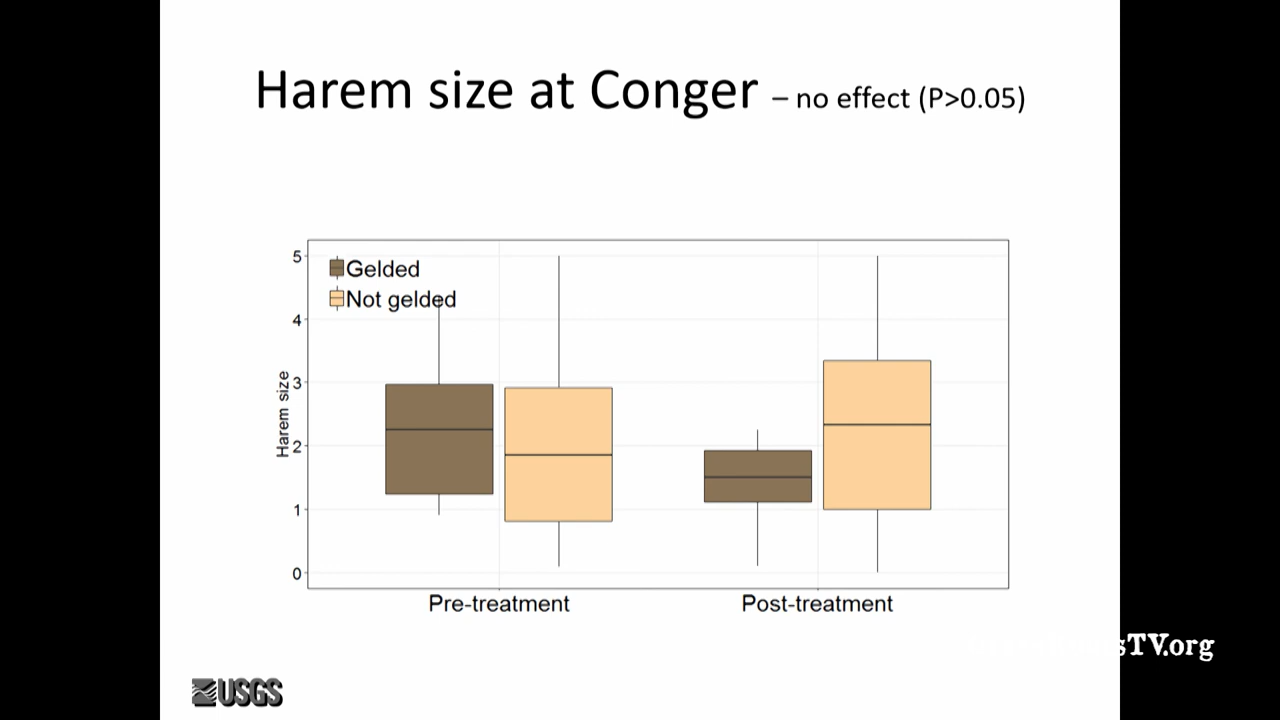 Harem size at Conger – no effect (P>0.05)
Gelded
Not gelded
Harem size
5
4
3
2
1
0
Pre-treatment
Post-treatment
TV.org
USGS